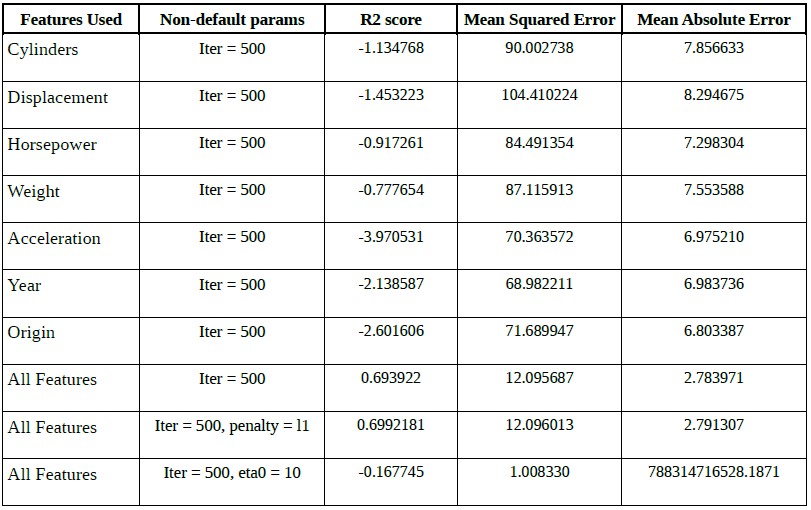 Features Used Non-default params R2 score Mean Squared Error Mean Absolute Error
Cylinders Iter = 500 -1.134768 90.002738 7.856633
Displacement Iter = 500 -1.453223 104.410224 8.294675
Horsepower Iter = 500 -0.917261 84.491354 7.298304
Weight Iter = 500 -0.777654 87.115913 7.553588
Acceleration Iter = 500 -3.970531 70.363572 6.975210
Year Iter = 500 -2.138587 68.982211 6.983736
Origin Iter = 500 -2.601606 71.689947 6.803387
All Features Iter = 500 0.693922 12.095687 2.783971
All Features Iter = 500, penalty = l1 0.6992181 12.096013 2.791307
All Features Iter = 500, eta0 = 10 -0.167745 1.008330 788314716528.1871